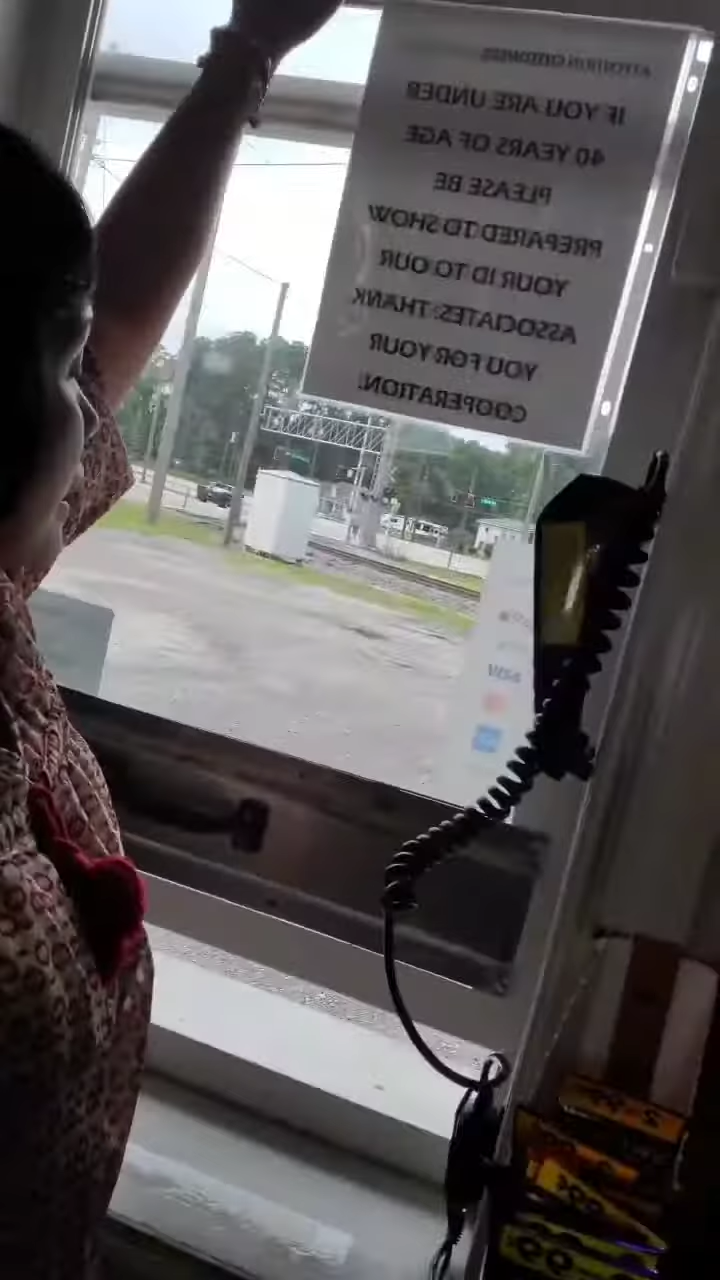 ATTENTION CUSTOMERS
IF YOU ARE UNDER
40 YEARS OF AGE
PLEASE BE
PREPARED TO SHOW
YOUR ID TO OUR
ASSOCIATES. THANK
YOU FOR YOUR
COOPERATION!
VISA